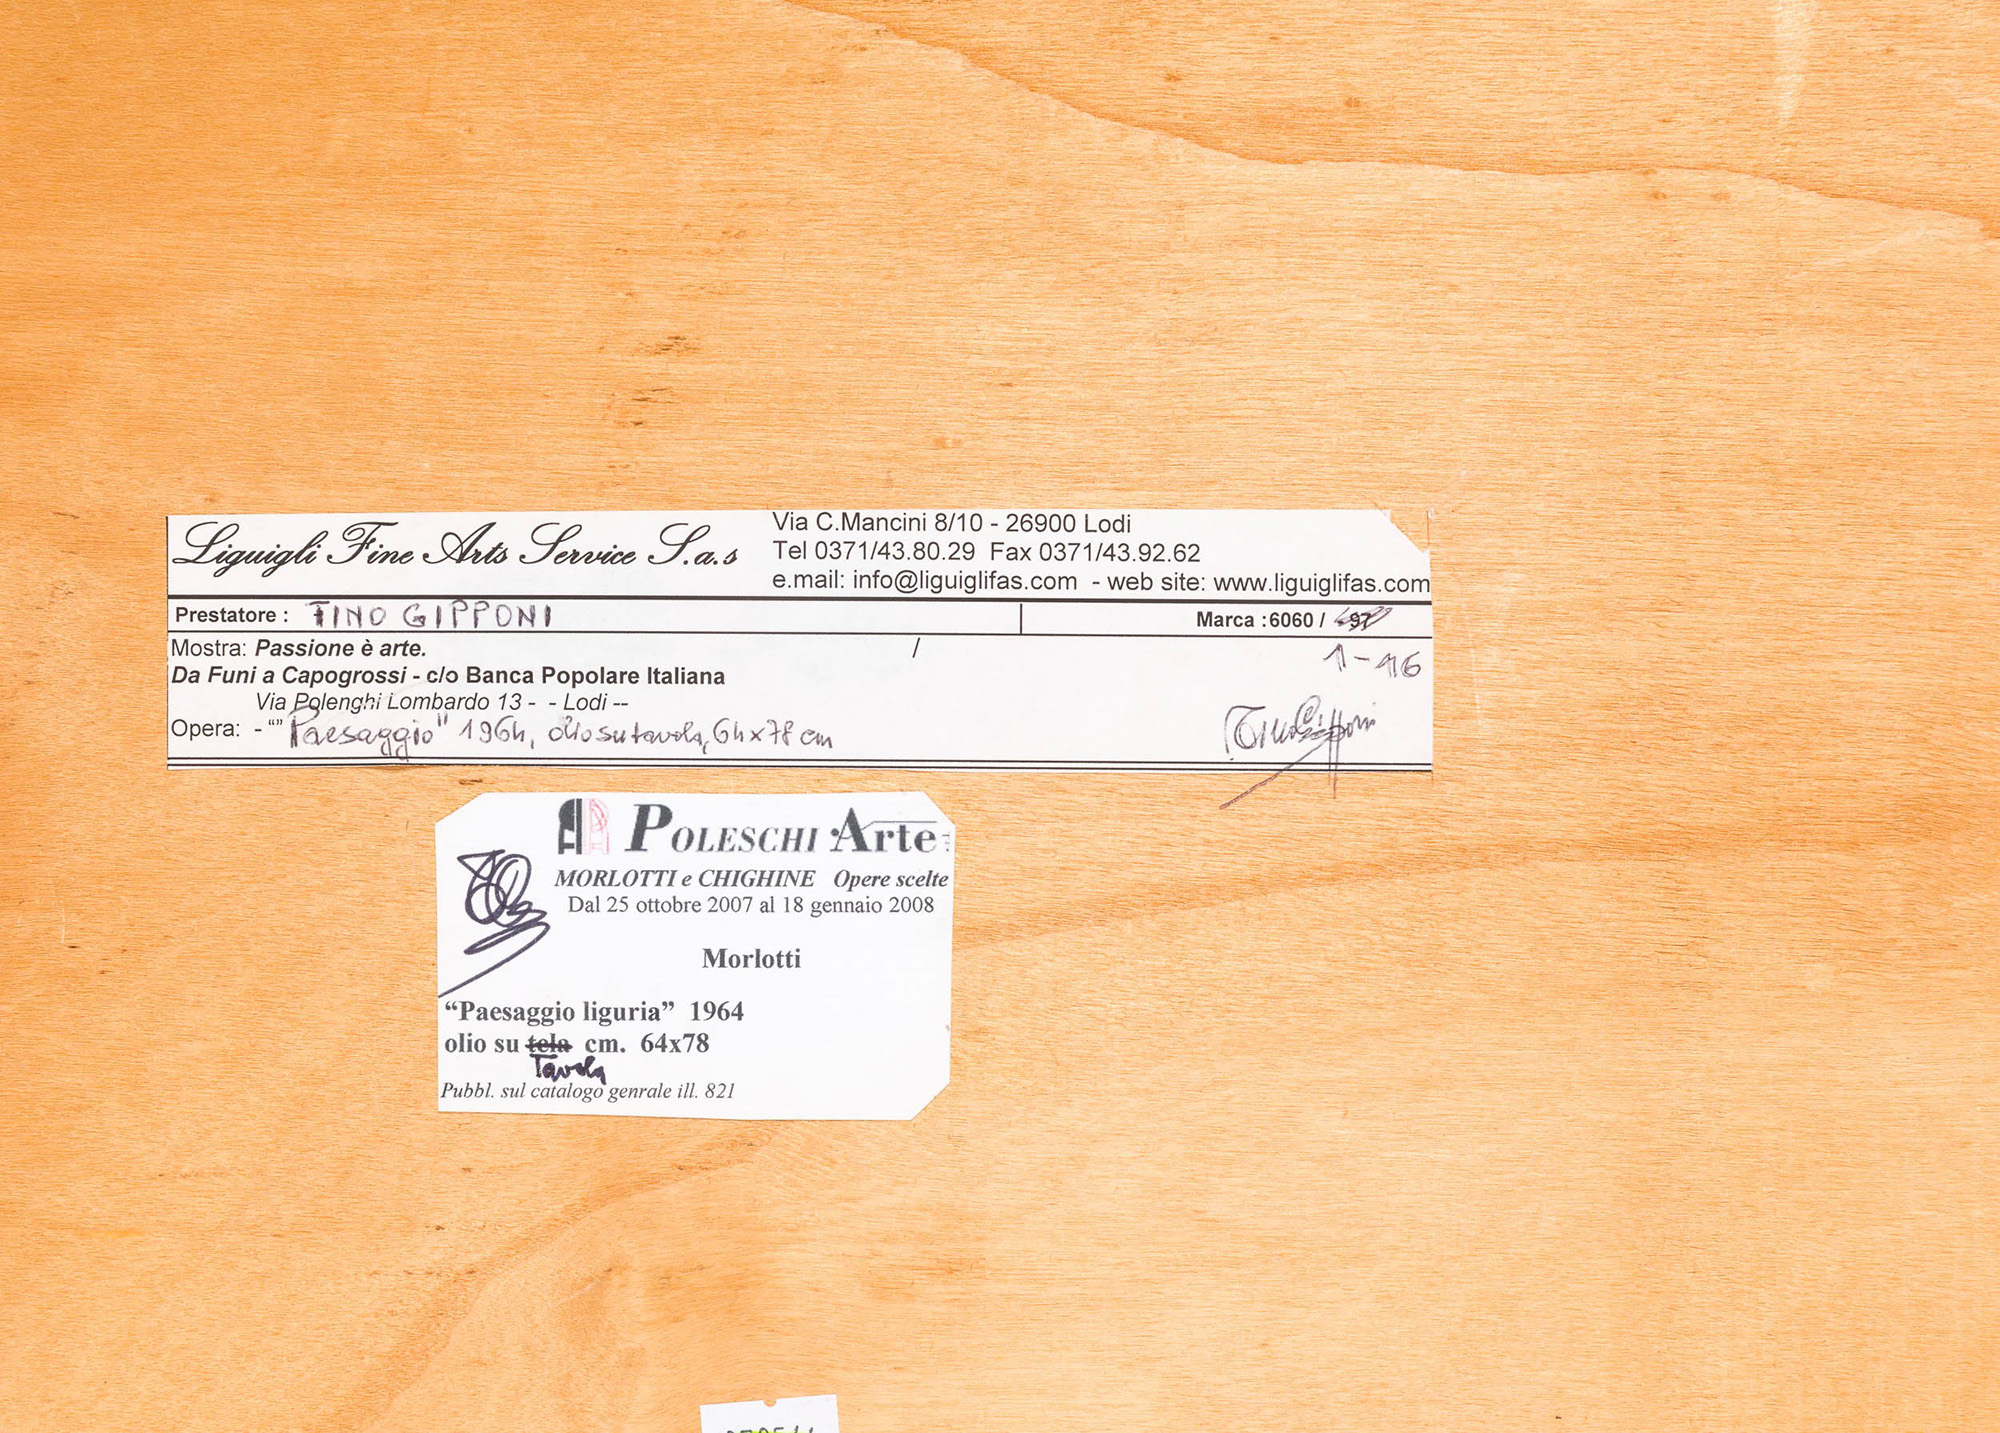 Liguigli Fine Arts Service S.a.s
Via C.Mancini 8/10 - 26900 Lodi
Tel 0371/43.80.29 Fax 0371/43.92.62
e.mail: info@liguiglifas.com - web site: www.liguiglifas.com
Prestatore : TINO GIPPONI
Marca :6060 / 97
1-16
Mostra: Passione è arte. /
Da Funi a Capogrossi - c/o Banca Popolare Italiana
Via Polenghi Lombardo 13 - - Lodi --
Opera: - “” Paesaggio" 1964, olio su tavola, 64x78 cm
Tino Gipponi
POLESCHI Arte
MORLOTTI e CHIGHINE Opere scelte
Dal 25 ottobre 2007 al 18 gennaio 2008
Morlotti
“Paesaggio liguria” 1964
olio su tela cm. 64x78
Tavola
Pubbl. sul catalogo genrale ill. 821